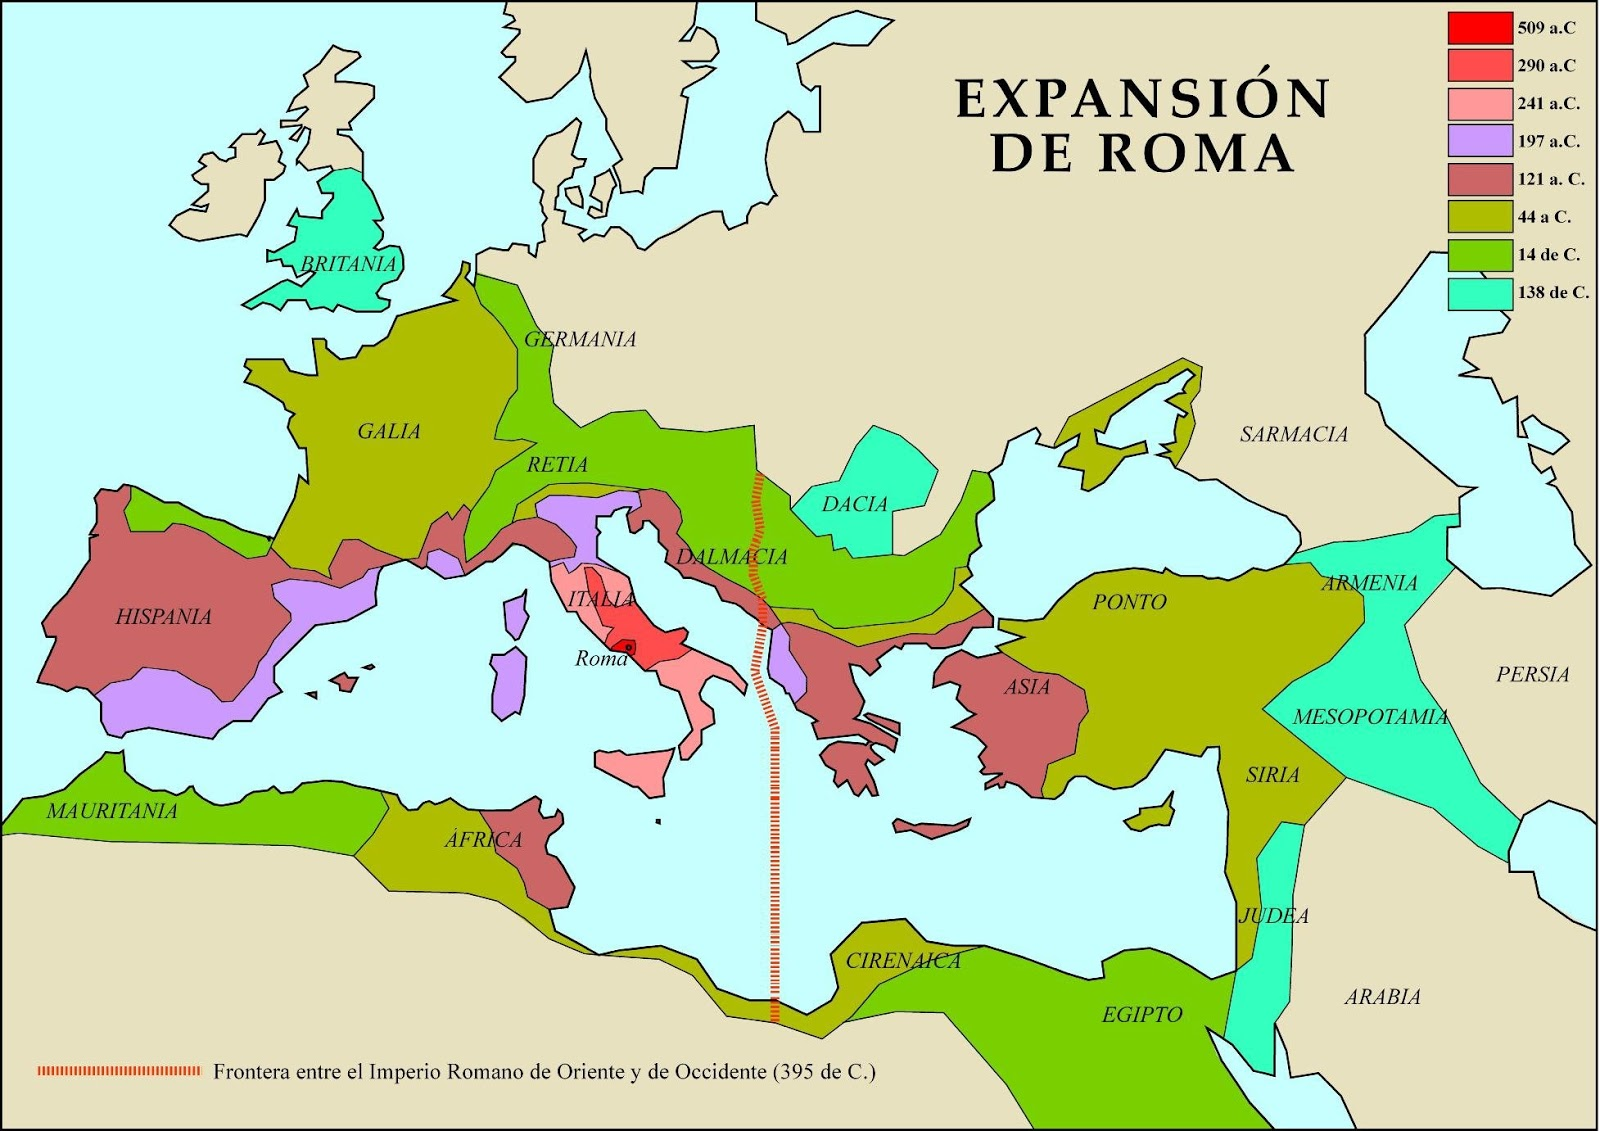 EXPANSIÓN
DE ROMA
509 a.C
290 a.C
241 a.C.
197 a.C.
121 a. C.
44 a C.
14 de C.
138 de C.
BRITANIA
GERMANIA
GALIA
SARMACIA
RETIA
DACIA
DALMACIA
ARMENIA
ITALIA
PONTO
HISPANIA
Roma
PERSIA
ASIA
MESOPOTAMIA
SIRIA
MAURITANIA
ÁFRICA
JUDEA
CIRENAICA
ARABIA
EGIPTO
Frontera entre el Imperio Romano de Oriente y de Occidente (395 de C.)